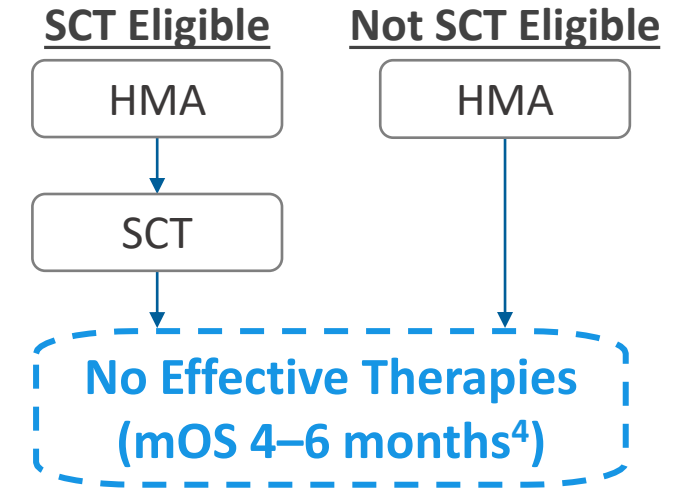 SCT Eligible
Not SCT Eligible
HMA
HMA
SCT
No Effective Therapies
(mOS 4–6 months⁴)